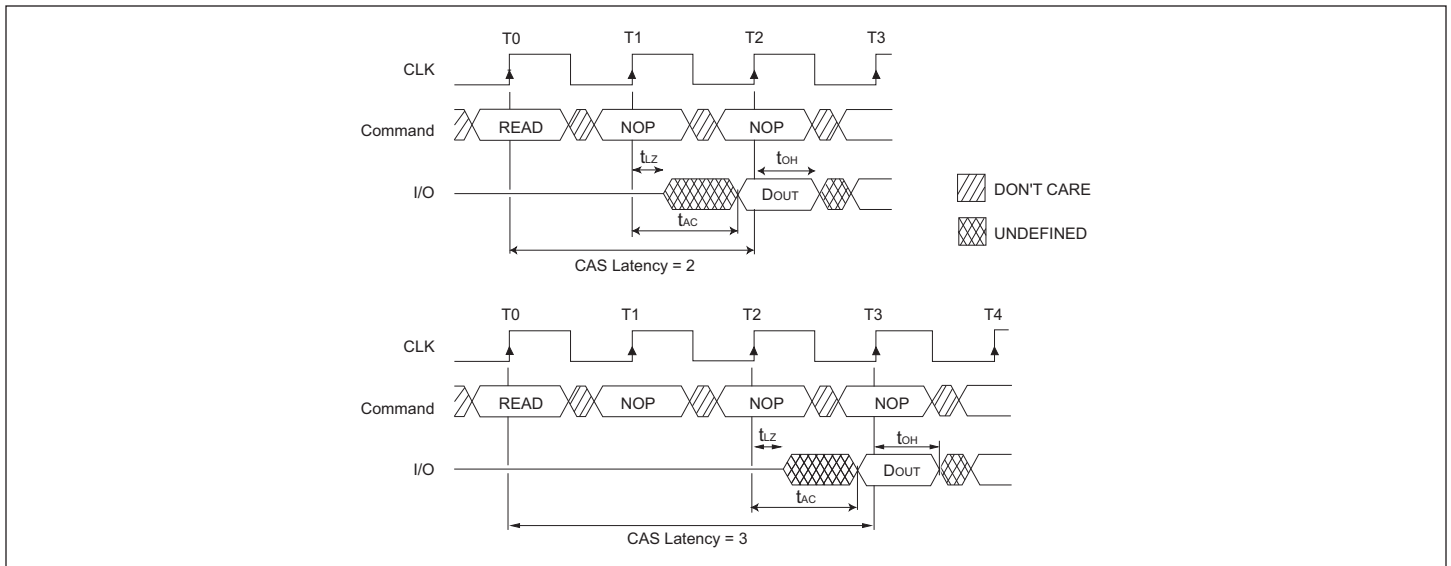 T0 T1 T2 T3
CLK
Command READ NOP NOP
tLZ tOH
I/O DOUT
tAC
CAS Latency = 2
DON'T CARE
UNDEFINED
T0 T1 T2 T3 T4
CLK
Command READ NOP NOP NOP
tLZ tOH
I/O DOUT
tAC
CAS Latency = 3